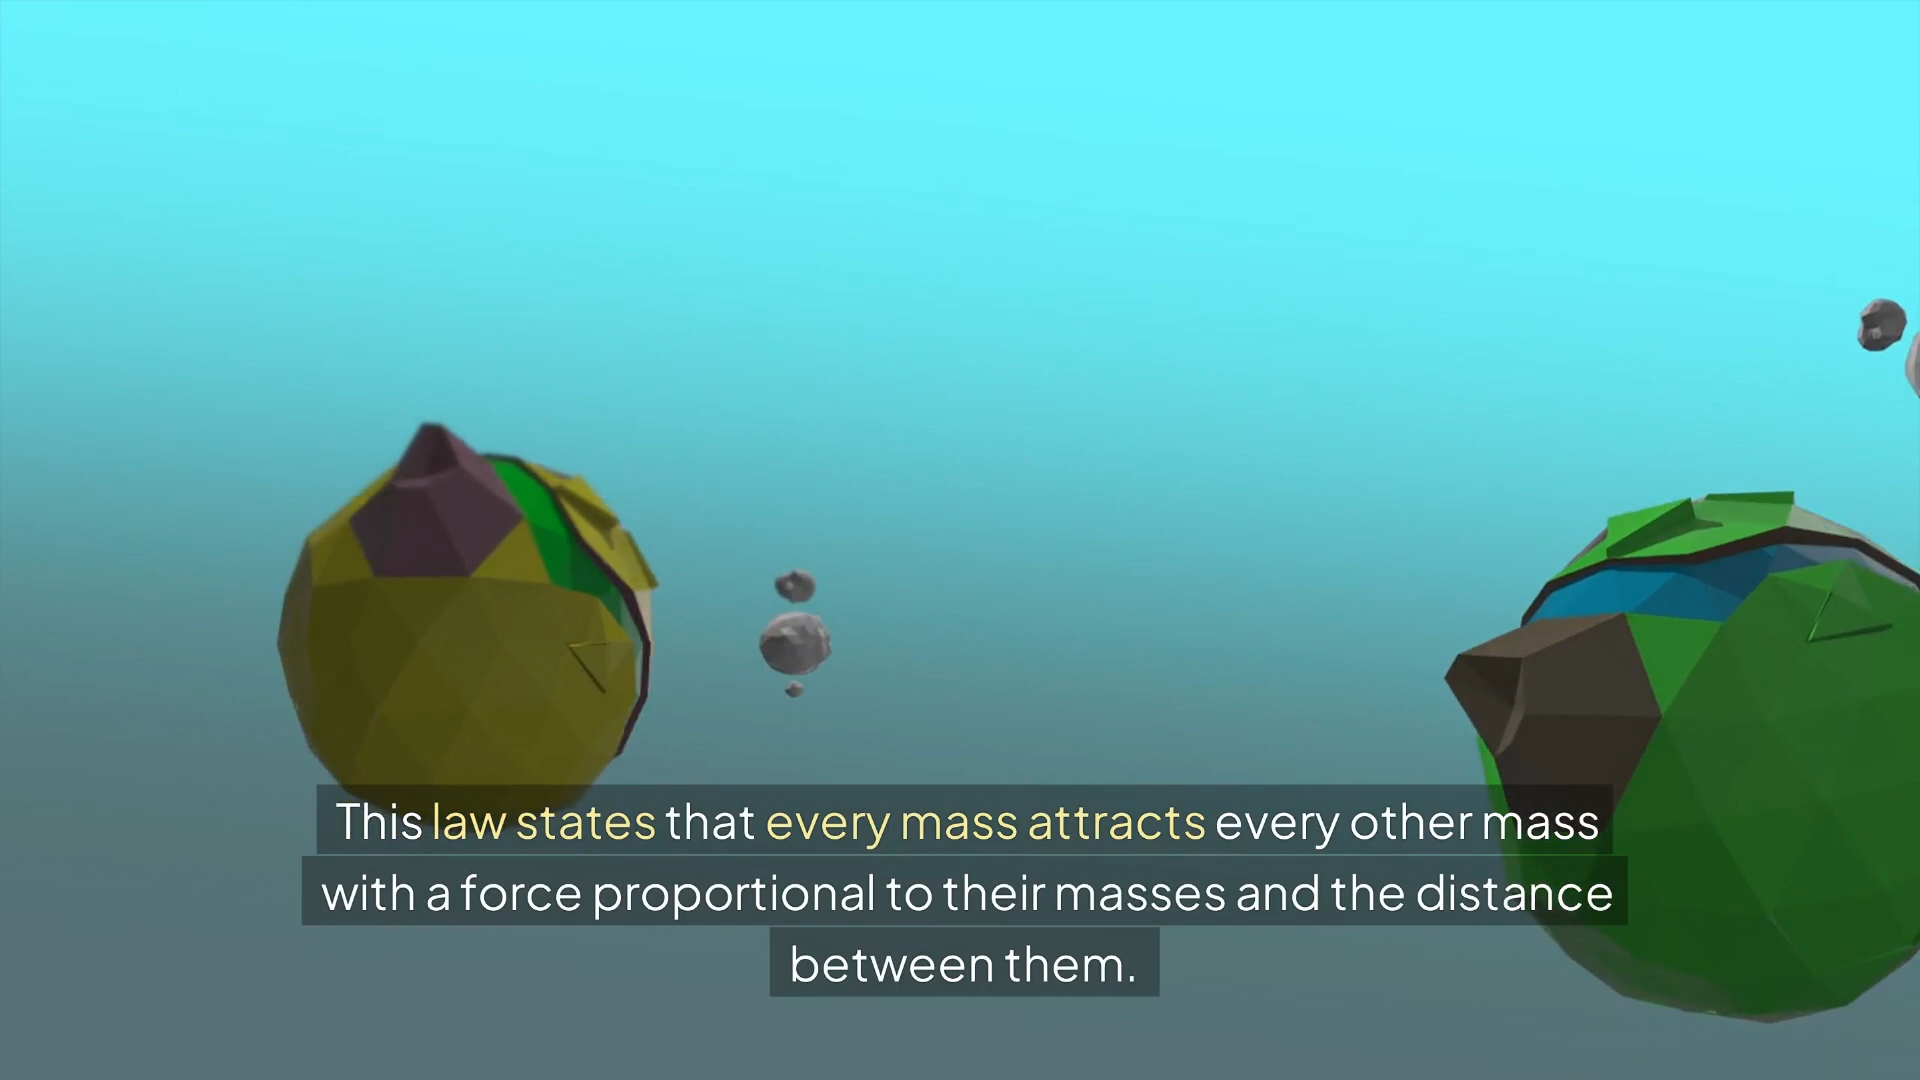 This law states that every mass attracts every other mass
with a force proportional to their masses and the distance
between them.